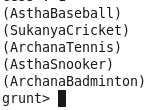 (AsthaBaseball)
(SukanyaCricket)
(ArchanaTennis)
(AsthaSnooker)
(ArchanaBadminton)
grunt>